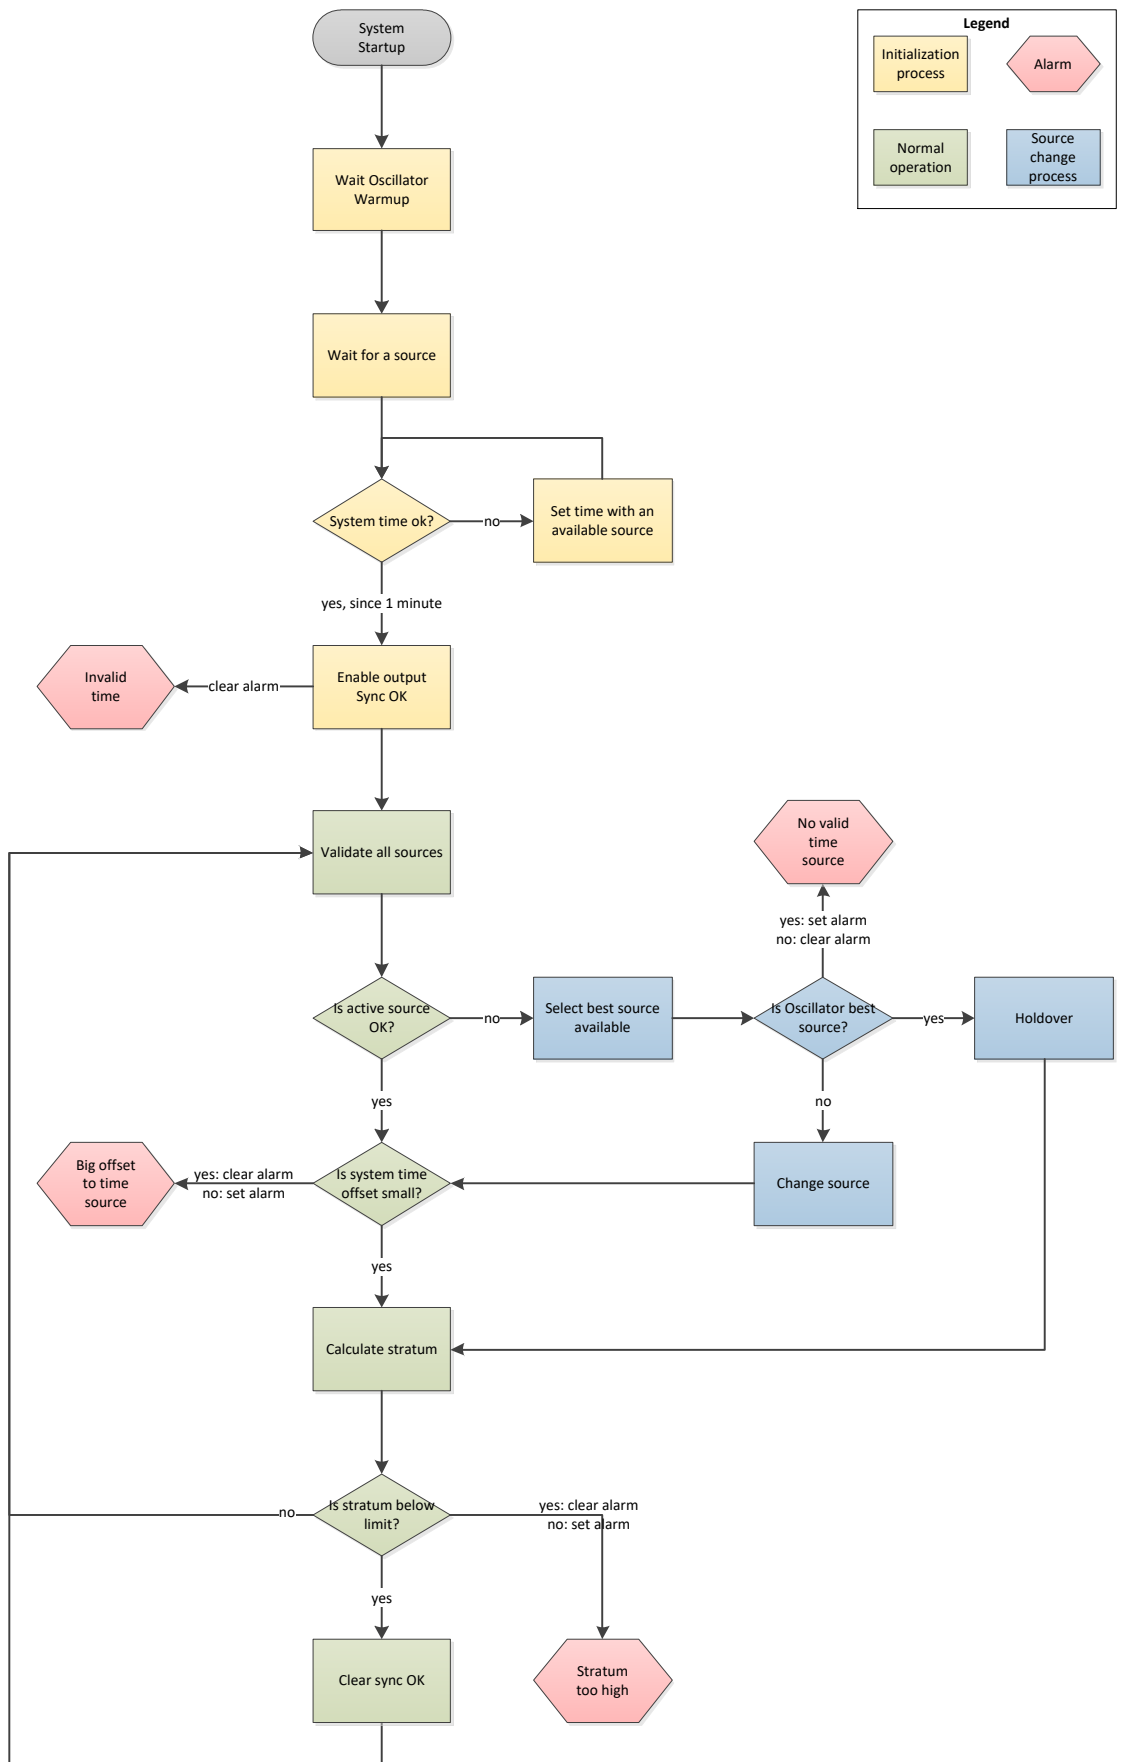 System
Startup
Legend
Initialization
process
Alarm
Normal
operation
Source
change
process
Wait Oscillator
Warmup
Wait for a source
System time ok?
no
Set time with an
available source
yes, since 1 minute
Invalid
time
clear alarm
Enable output
Sync OK
Validate all sources
No valid
time
source
yes: set alarm
no: clear alarm
Is active source
OK?
no
Select best source
available
Is Oscillator best
source?
yes
Holdover
yes
no
Big offset
to time
source
yes: clear alarm
no: set alarm
Is system time
offset small?
Change source
yes
Calculate stratum
no
Is stratum below
limit?
yes: clear alarm
no: set alarm
yes
Clear sync OK
Stratum
too high